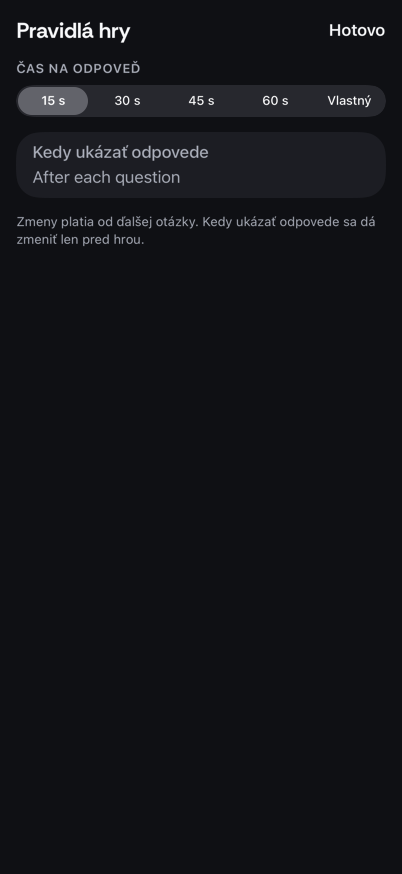 Pravidlá hry
Hotovo
ČAS NA ODPOVEĎ
15 s
30 s
45 s
60 s
Vlastný
Kedy ukázať odpovede
After each question
Zmeny platia od ďalšej otázky. Kedy ukázať odpovede sa dá
zmeniť len pred hrou.